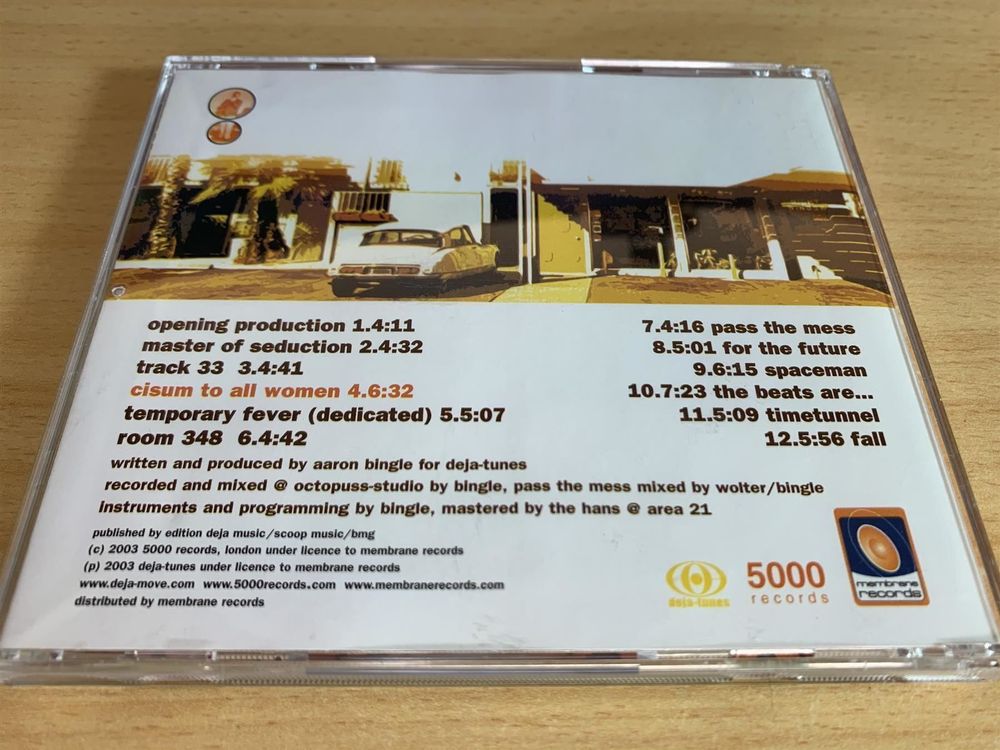 opening production 1.4:11
master of seduction 2.4:32
track 33 3.4:41
cisum to all women 4.6:32
temporary fever (dedicated) 5.5:07
room 348 6.4:42
7.4:16 pass the mess
8.5:01 for the future
9.6:15 spaceman
10.7:23 the beats are...
11.5:09 timetunnel
12.5:56 fall
written and produced by aaron bingle for deja-tunes
recorded and mixed @ octopuss-studio by bingle, pass the mess mixed by wolter/bingle
instruments and programming by bingle, mastered by the hans @ area 21
published by edition deja music/scoop music/bmg
(c) 2003 5000 records, london under licence to membrane records
(p) 2003 deja-tunes under licence to membrane records
www.deja-move.com www.5000records.com www.membranerecords.com
distributed by membrane records
deja-tunes
5000
records
membrane
records